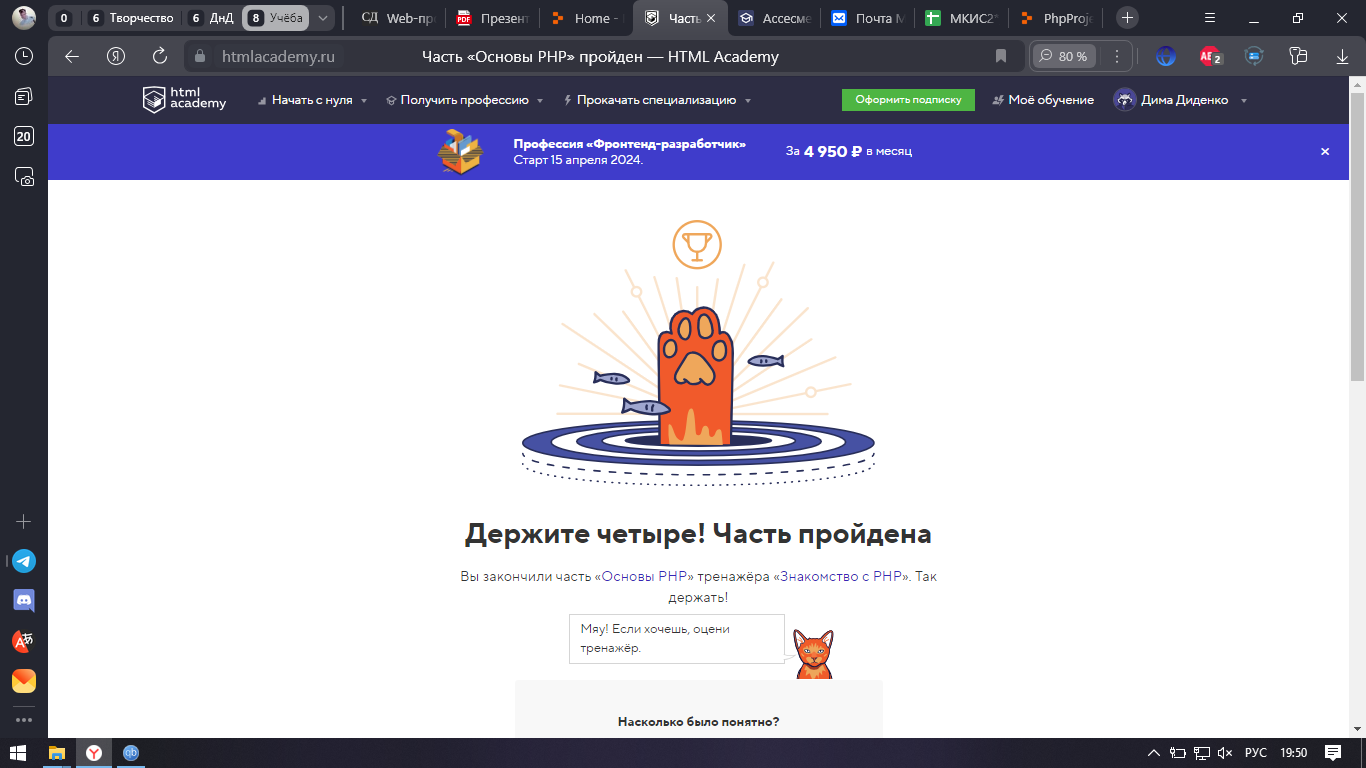 0 6 Творчество 6 ДнД 8 Учёба
СД Web-пр PDF Презент Home - Часть Ассесме Почта М МКИС2 PhpProj
htmlacademy.ru Часть «Основы PHP» пройден — HTML Academy 80 %
2
20
html academy Начать с нуля Получить профессию Прокачать специализацию Оформить подписку Моё обучение Дима Диденко
Профессия «Фронтенд-разработчик»
Старт 15 апреля 2024.
За 4 950 ₽ в месяц
Держите четыре! Часть пройдена
Вы закончили часть «Основы PHP» тренажёра «Знакомство с PHP». Так
держать!
Мяу! Если хочешь, оцени
тренажёр.
Насколько было понятно?
qb
РУС 19:50